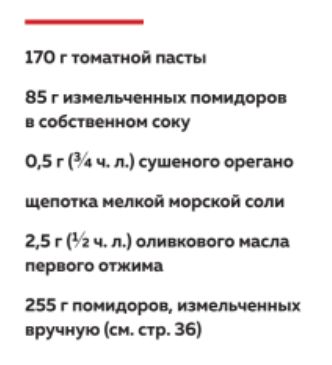 170 г томатной пасты
85 г измельченных помидоров
в собственном соку
0,5 г (¾ ч. л.) сушеного орегано
щепотка мелкой морской соли
2,5 г (½ ч. л.) оливкового масла
первого отжима
255 г помидоров, измельченных
вручную (см. стр. 36)